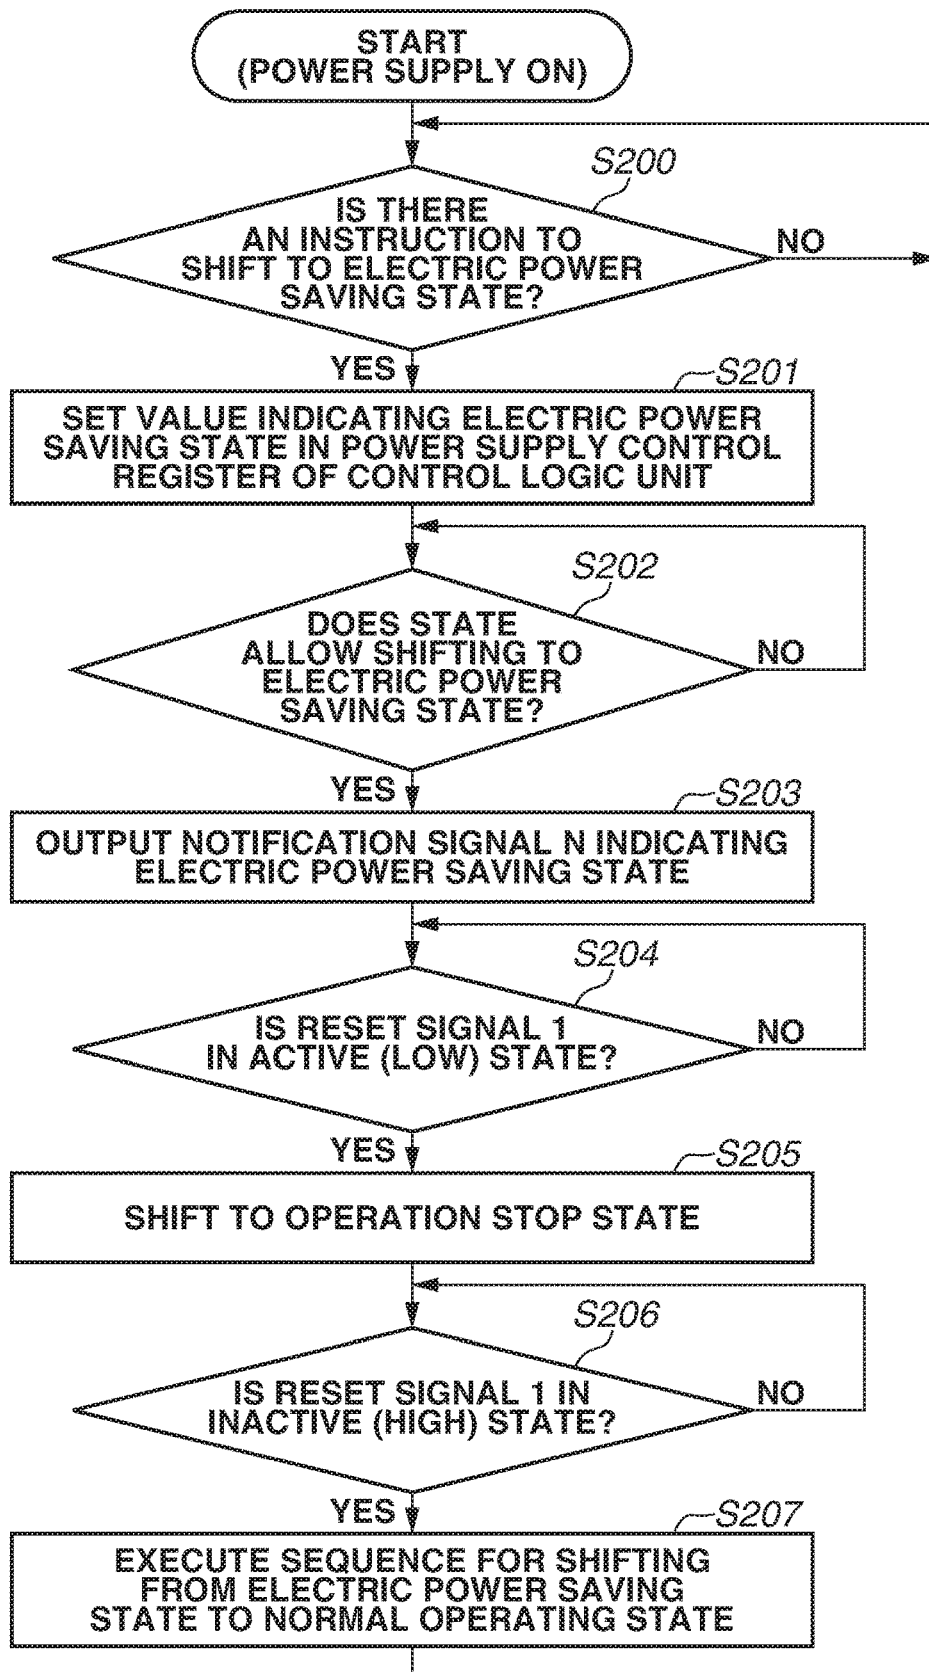 START
(POWER SUPPLY ON)
S200
IS THERE
AN INSTRUCTION TO
SHIFT TO ELECTRIC POWER
SAVING STATE?
NO
YES
S201
SET VALUE INDICATING ELECTRIC POWER
SAVING STATE IN POWER SUPPLY CONTROL
REGISTER OF CONTROL LOGIC UNIT
S202
DOES STATE
ALLOW SHIFTING TO
ELECTRIC POWER
SAVING STATE?
NO
YES
S203
OUTPUT NOTIFICATION SIGNAL N INDICATING
ELECTRIC POWER SAVING STATE
S204
IS RESET SIGNAL 1
IN ACTIVE (LOW) STATE?
NO
YES
S205
SHIFT TO OPERATION STOP STATE
S206
IS RESET SIGNAL 1 IN
INACTIVE (HIGH) STATE?
NO
YES
S207
EXECUTE SEQUENCE FOR SHIFTING
FROM ELECTRIC POWER SAVING
STATE TO NORMAL OPERATING STATE